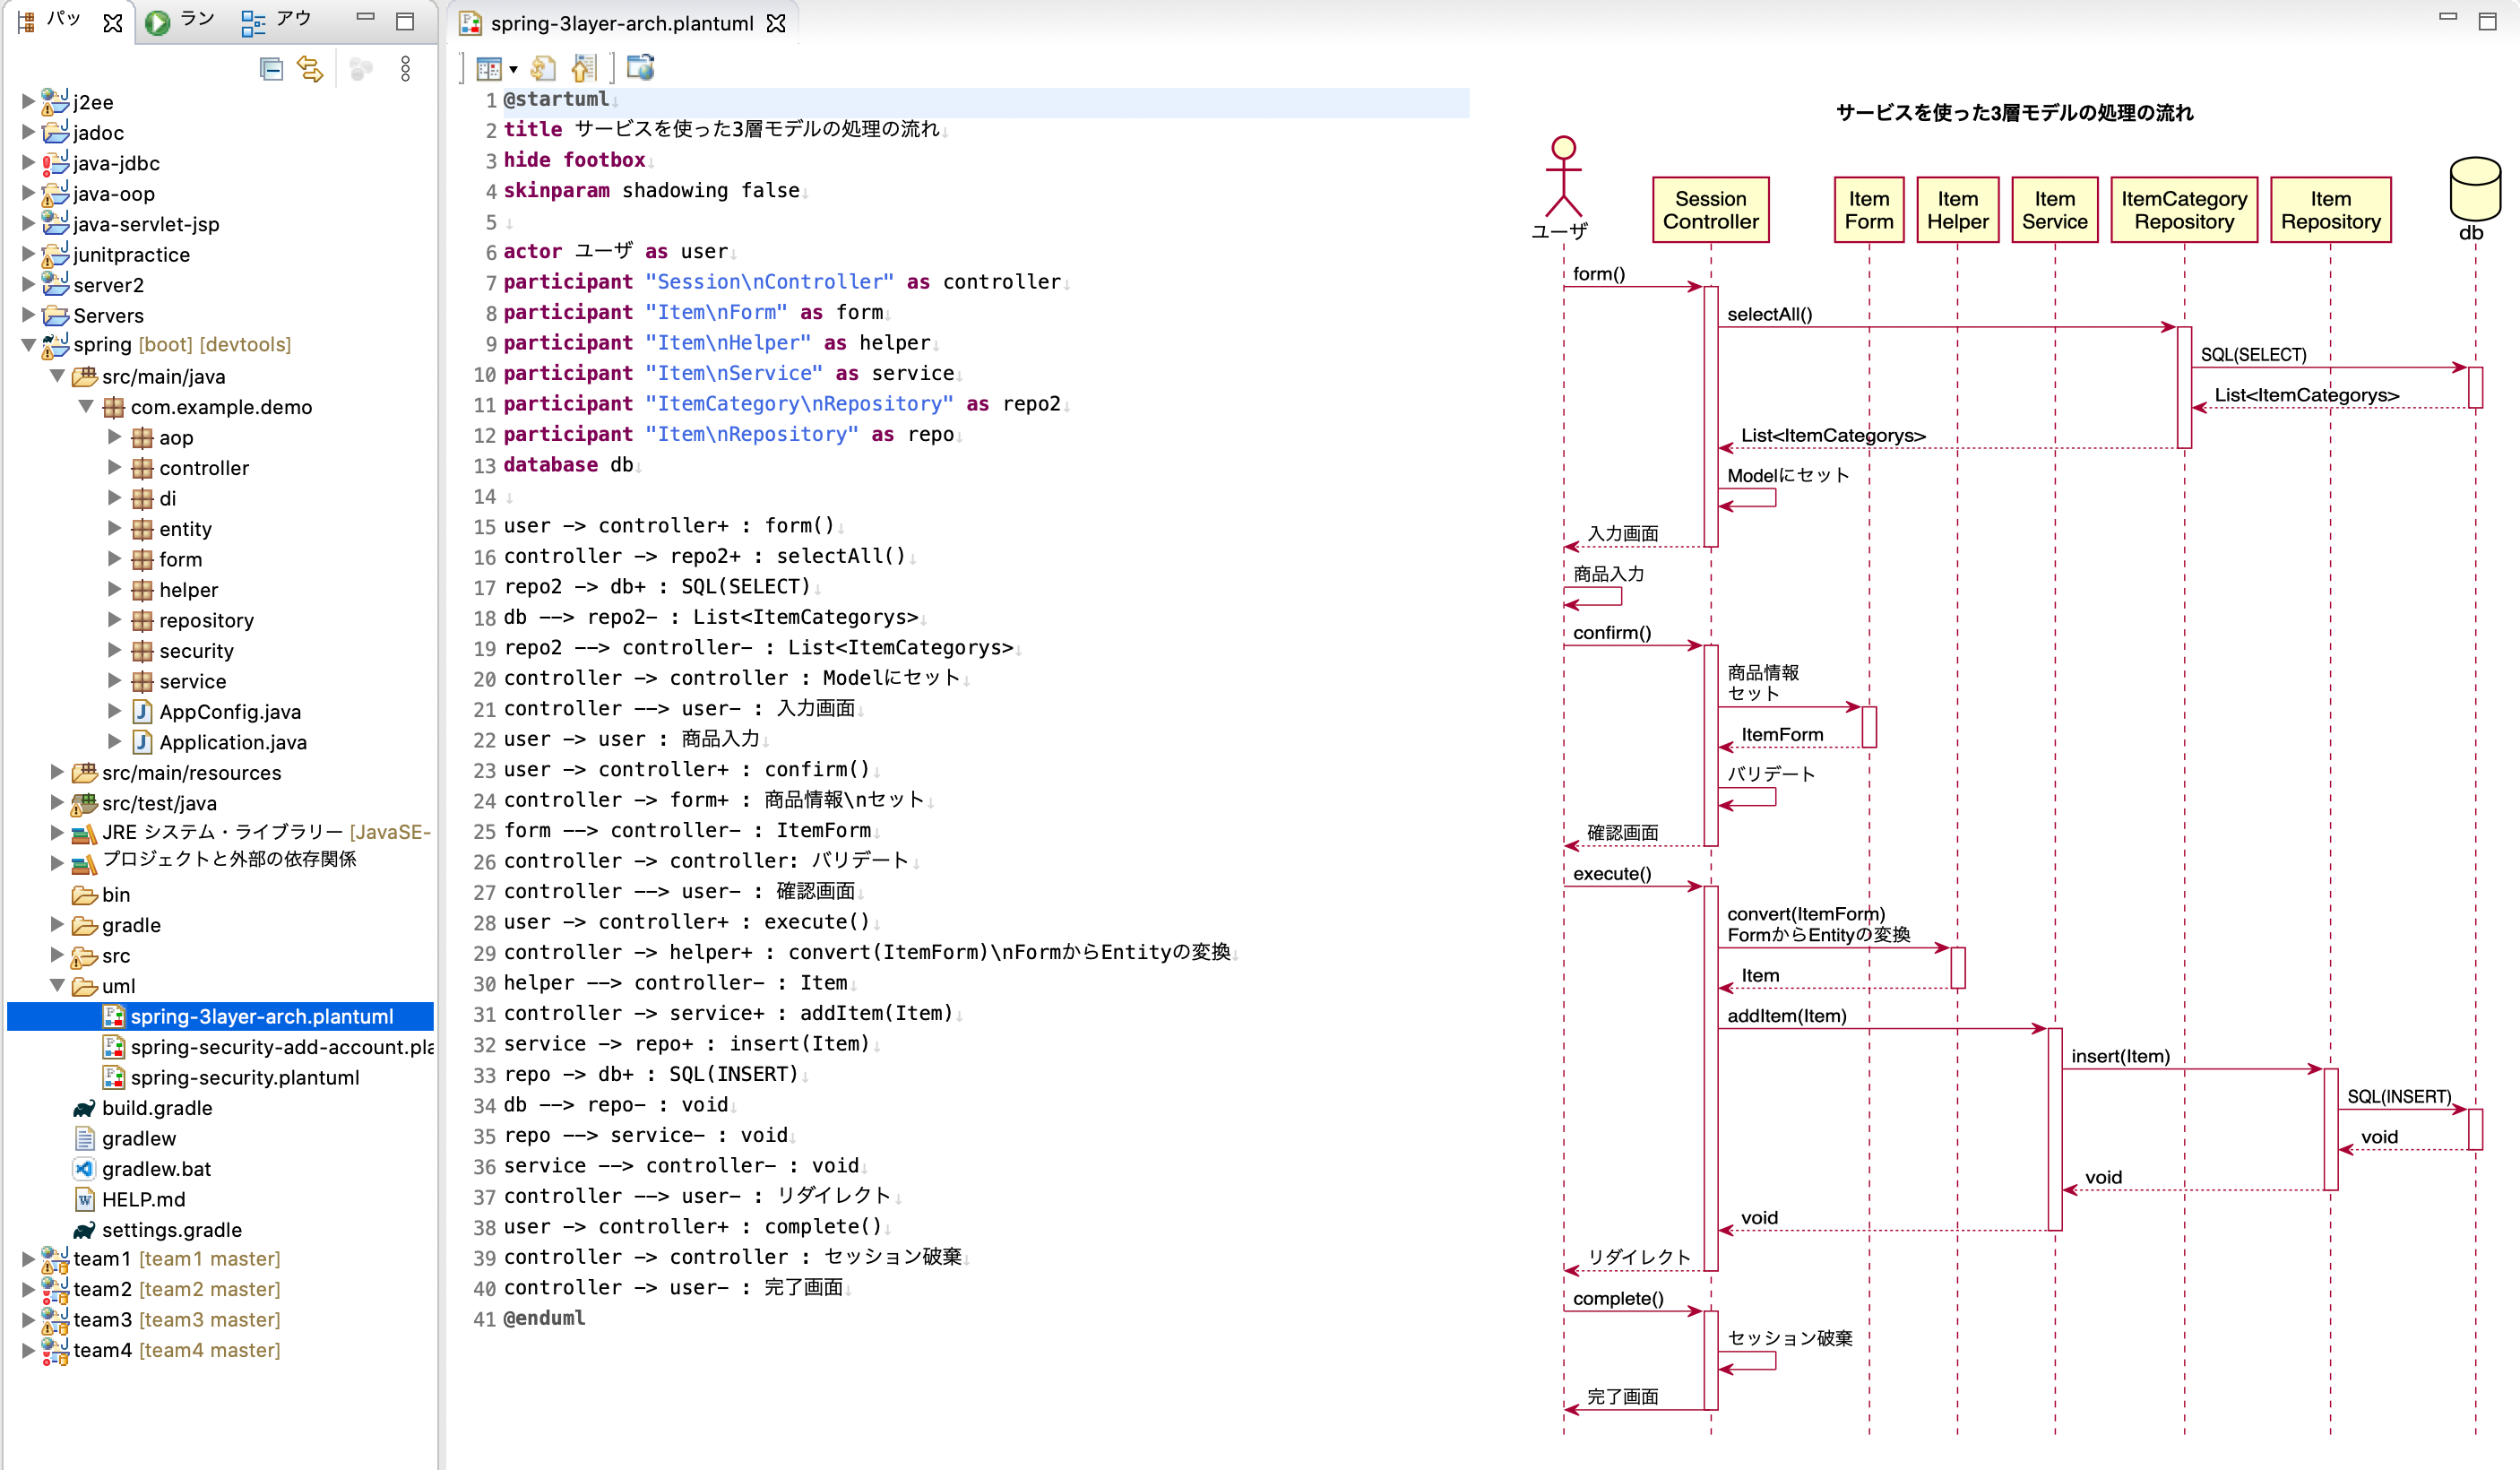 パッ
ラン
アウ
j2ee
jadoc
java-jdbc
java-oop
java-servlet-jsp
junitpractice
server2
Servers
spring [boot] [devtools]
src/main/java
com.example.demo
aop
controller
di
entity
form
helper
repository
security
service
AppConfig.java
Application.java
src/main/resources
src/test/java
JRE システム・ライブラリー [JavaSE-
プロジェクトと外部の依存関係
bin
gradle
src
uml
spring-3layer-arch.plantuml
spring-security-add-account.pla
spring-security.plantuml
build.gradle
gradlew
gradlew.bat
HELP.md
settings.gradle
team1 [team1 master]
team2 [team2 master]
team3 [team3 master]
team4 [team4 master]
spring-3layer-arch.plantuml
1 @startuml↓
2 title サービスを使った3層モデルの処理の流れ↓
3 hide footbox↓
4 skinparam shadowing false↓
5 ↓
6 actor ユーザ as user↓
7 participant "Session\nController" as controller↓
8 participant "Item\nForm" as form↓
9 participant "Item\nHelper" as helper↓
10 participant "Item\nService" as service↓
11 participant "ItemCategory\nRepository" as repo2↓
12 participant "Item\nRepository" as repo↓
13 database db↓
14 ↓
15 user -> controller+ : form()↓
16 controller -> repo2+ : selectAll()↓
17 repo2 -> db+ : SQL(SELECT)↓
18 db --> repo2- : List<ItemCategorys>↓
19 repo2 --> controller- : List<ItemCategorys>↓
20 controller -> controller : Modelにセット↓
21 controller --> user- : 入力画面↓
22 user -> user : 商品入力↓
23 user -> controller+ : confirm()↓
24 controller -> form+ : 商品情報\nセット↓
25 form --> controller- : ItemForm↓
26 controller -> controller: バリデート↓
27 controller --> user- : 確認画面↓
28 user -> controller+ : execute()↓
29 controller -> helper+ : convert(ItemForm)\nFormからEntityの変換↓
30 helper --> controller- : Item↓
31 controller -> service+ : addItem(Item)↓
32 service -> repo+ : insert(Item)↓
33 repo -> db+ : SQL(INSERT)↓
34 db --> repo- : void↓
35 repo --> service- : void↓
36 service --> controller- : void↓
37 controller --> user- : リダイレクト↓
38 user -> controller+ : complete()↓
39 controller -> controller : セッション破棄↓
40 controller -> user- : 完了画面↓
41 @enduml
サービスを使った3層モデルの処理の流れ
ユーザ
Session
Controller
Item
Form
Item
Helper
Item
Service
ItemCategory
Repository
Item
Repository
db
form()
selectAll()
SQL(SELECT)
List<ItemCategorys>
List<ItemCategorys>
Modelにセット
入力画面
商品入力
confirm()
商品情報
セット
ItemForm
バリデート
確認画面
execute()
convert(ItemForm)
FormからEntityの変換
Item
addItem(Item)
insert(Item)
SQL(INSERT)
void
void
void
リダイレクト
complete()
セッション破棄
完了画面